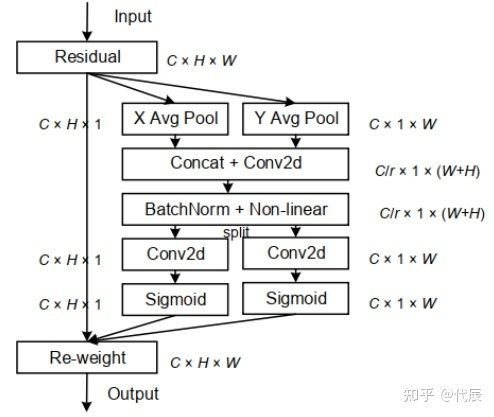 Input
Residual
C × H × W
C × H × 1
X Avg Pool
Y Avg Pool
C × 1 × W
Concat + Conv2d
C/r × 1 × (W+H)
BatchNorm + Non-linear
C/r × 1 × (W+H)
split
C × H × 1
Conv2d
Conv2d
C × 1 × W
C × H × 1
Sigmoid
Sigmoid
C × 1 × W
Re-weight
C × H × W
Output
知乎 @代辰